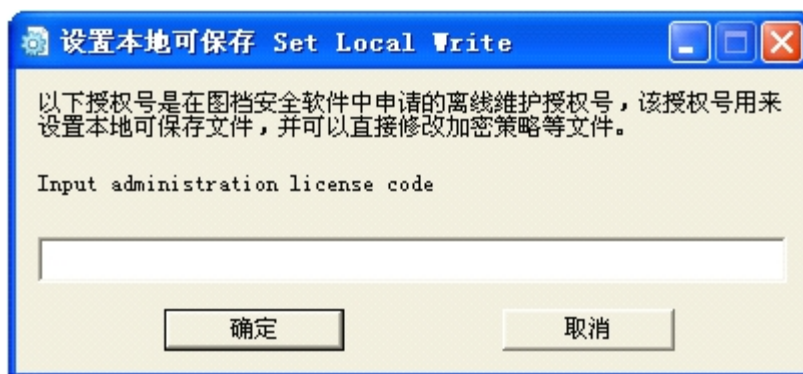 设置本地可保存 Set Local Write
以下授权号是在图档安全软件中申请的离线维护授权号，该授权号用来
设置本地可保存文件，并可以直接修改加密策略等文件。
Input administration license code
确定
取消